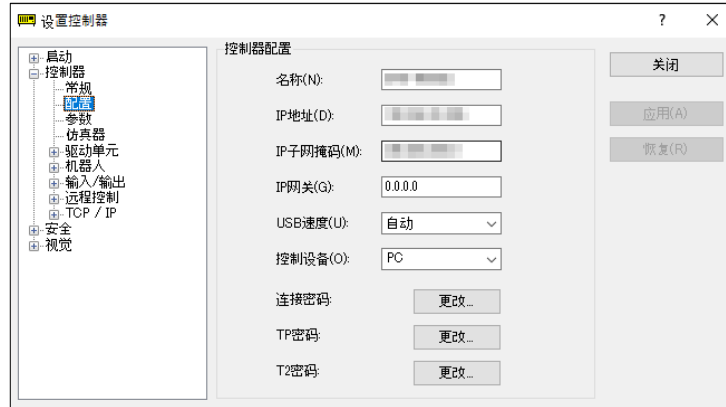 设置控制器
启动
控制器
常规
配置
参数
仿真器
驱动单元
机器人
输入/输出
远程控制
TCP / IP
安全
视觉
控制器配置
名称(N):
IP地址(D):
IP子网掩码(M):
IP网关(G): 0.0.0.0
USB速度(U): 自动
控制设备(O): PC
连接密码: 更改...
TP密码: 更改...
T2密码: 更改...
关闭
应用(A)
恢复(R)